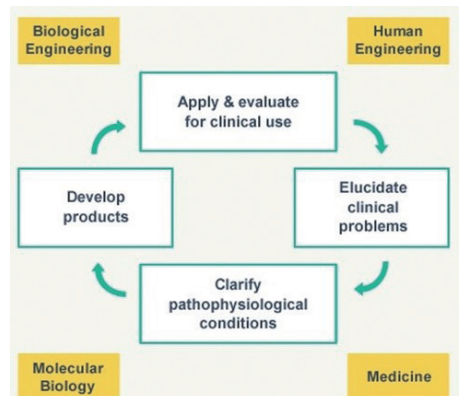 Biological
Engineering
Human
Engineering
Apply & evaluate
for clinical use
Develop
products
Elucidate
clinical
problems
Clarify
pathophysiological
conditions
Molecular
Biology
Medicine